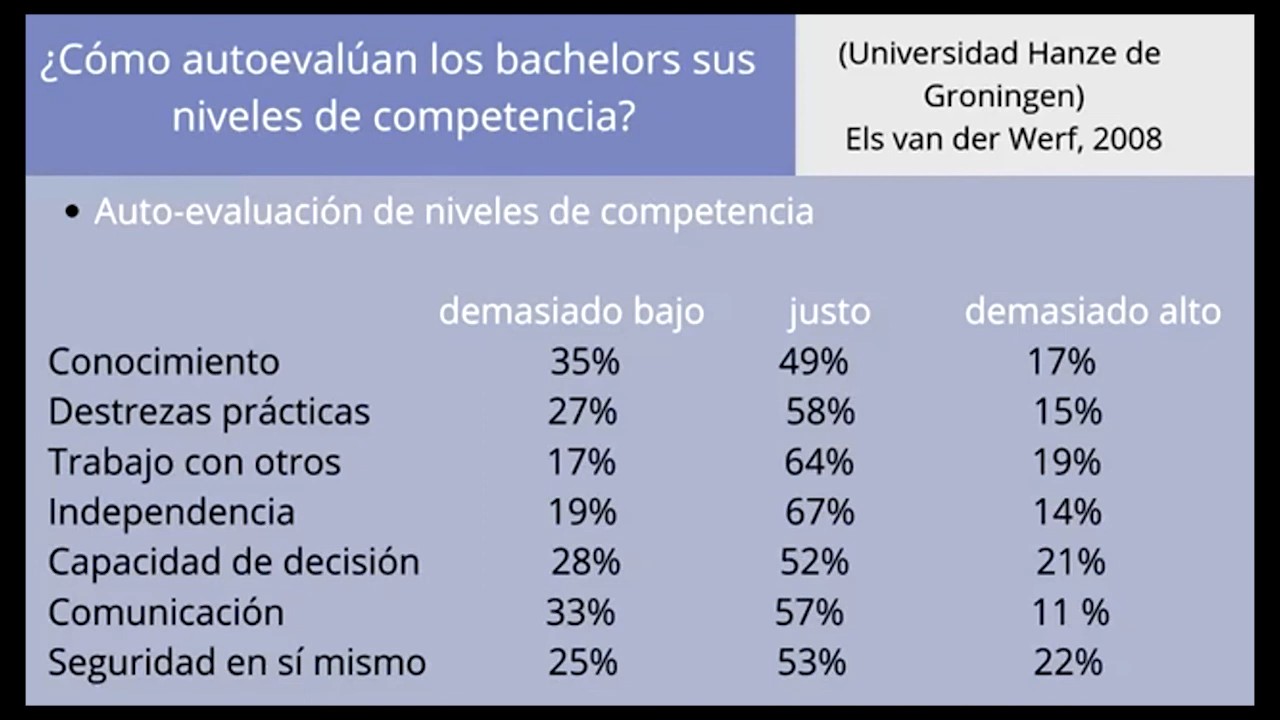 ¿Cómo autoevalúan los bachelors sus
niveles de competencia?
(Universidad Hanze de
Groningen)
Els van der Werf, 2008
• Auto-evaluación de niveles de competencia
demasiado bajo justo demasiado alto
Conocimiento 35% 49% 17%
Destrezas prácticas 27% 58% 15%
Trabajo con otros 17% 64% 19%
Independencia 19% 67% 14%
Capacidad de decisión 28% 52% 21%
Comunicación 33% 57% 11 %
Seguridad en sí mismo 25% 53% 22%